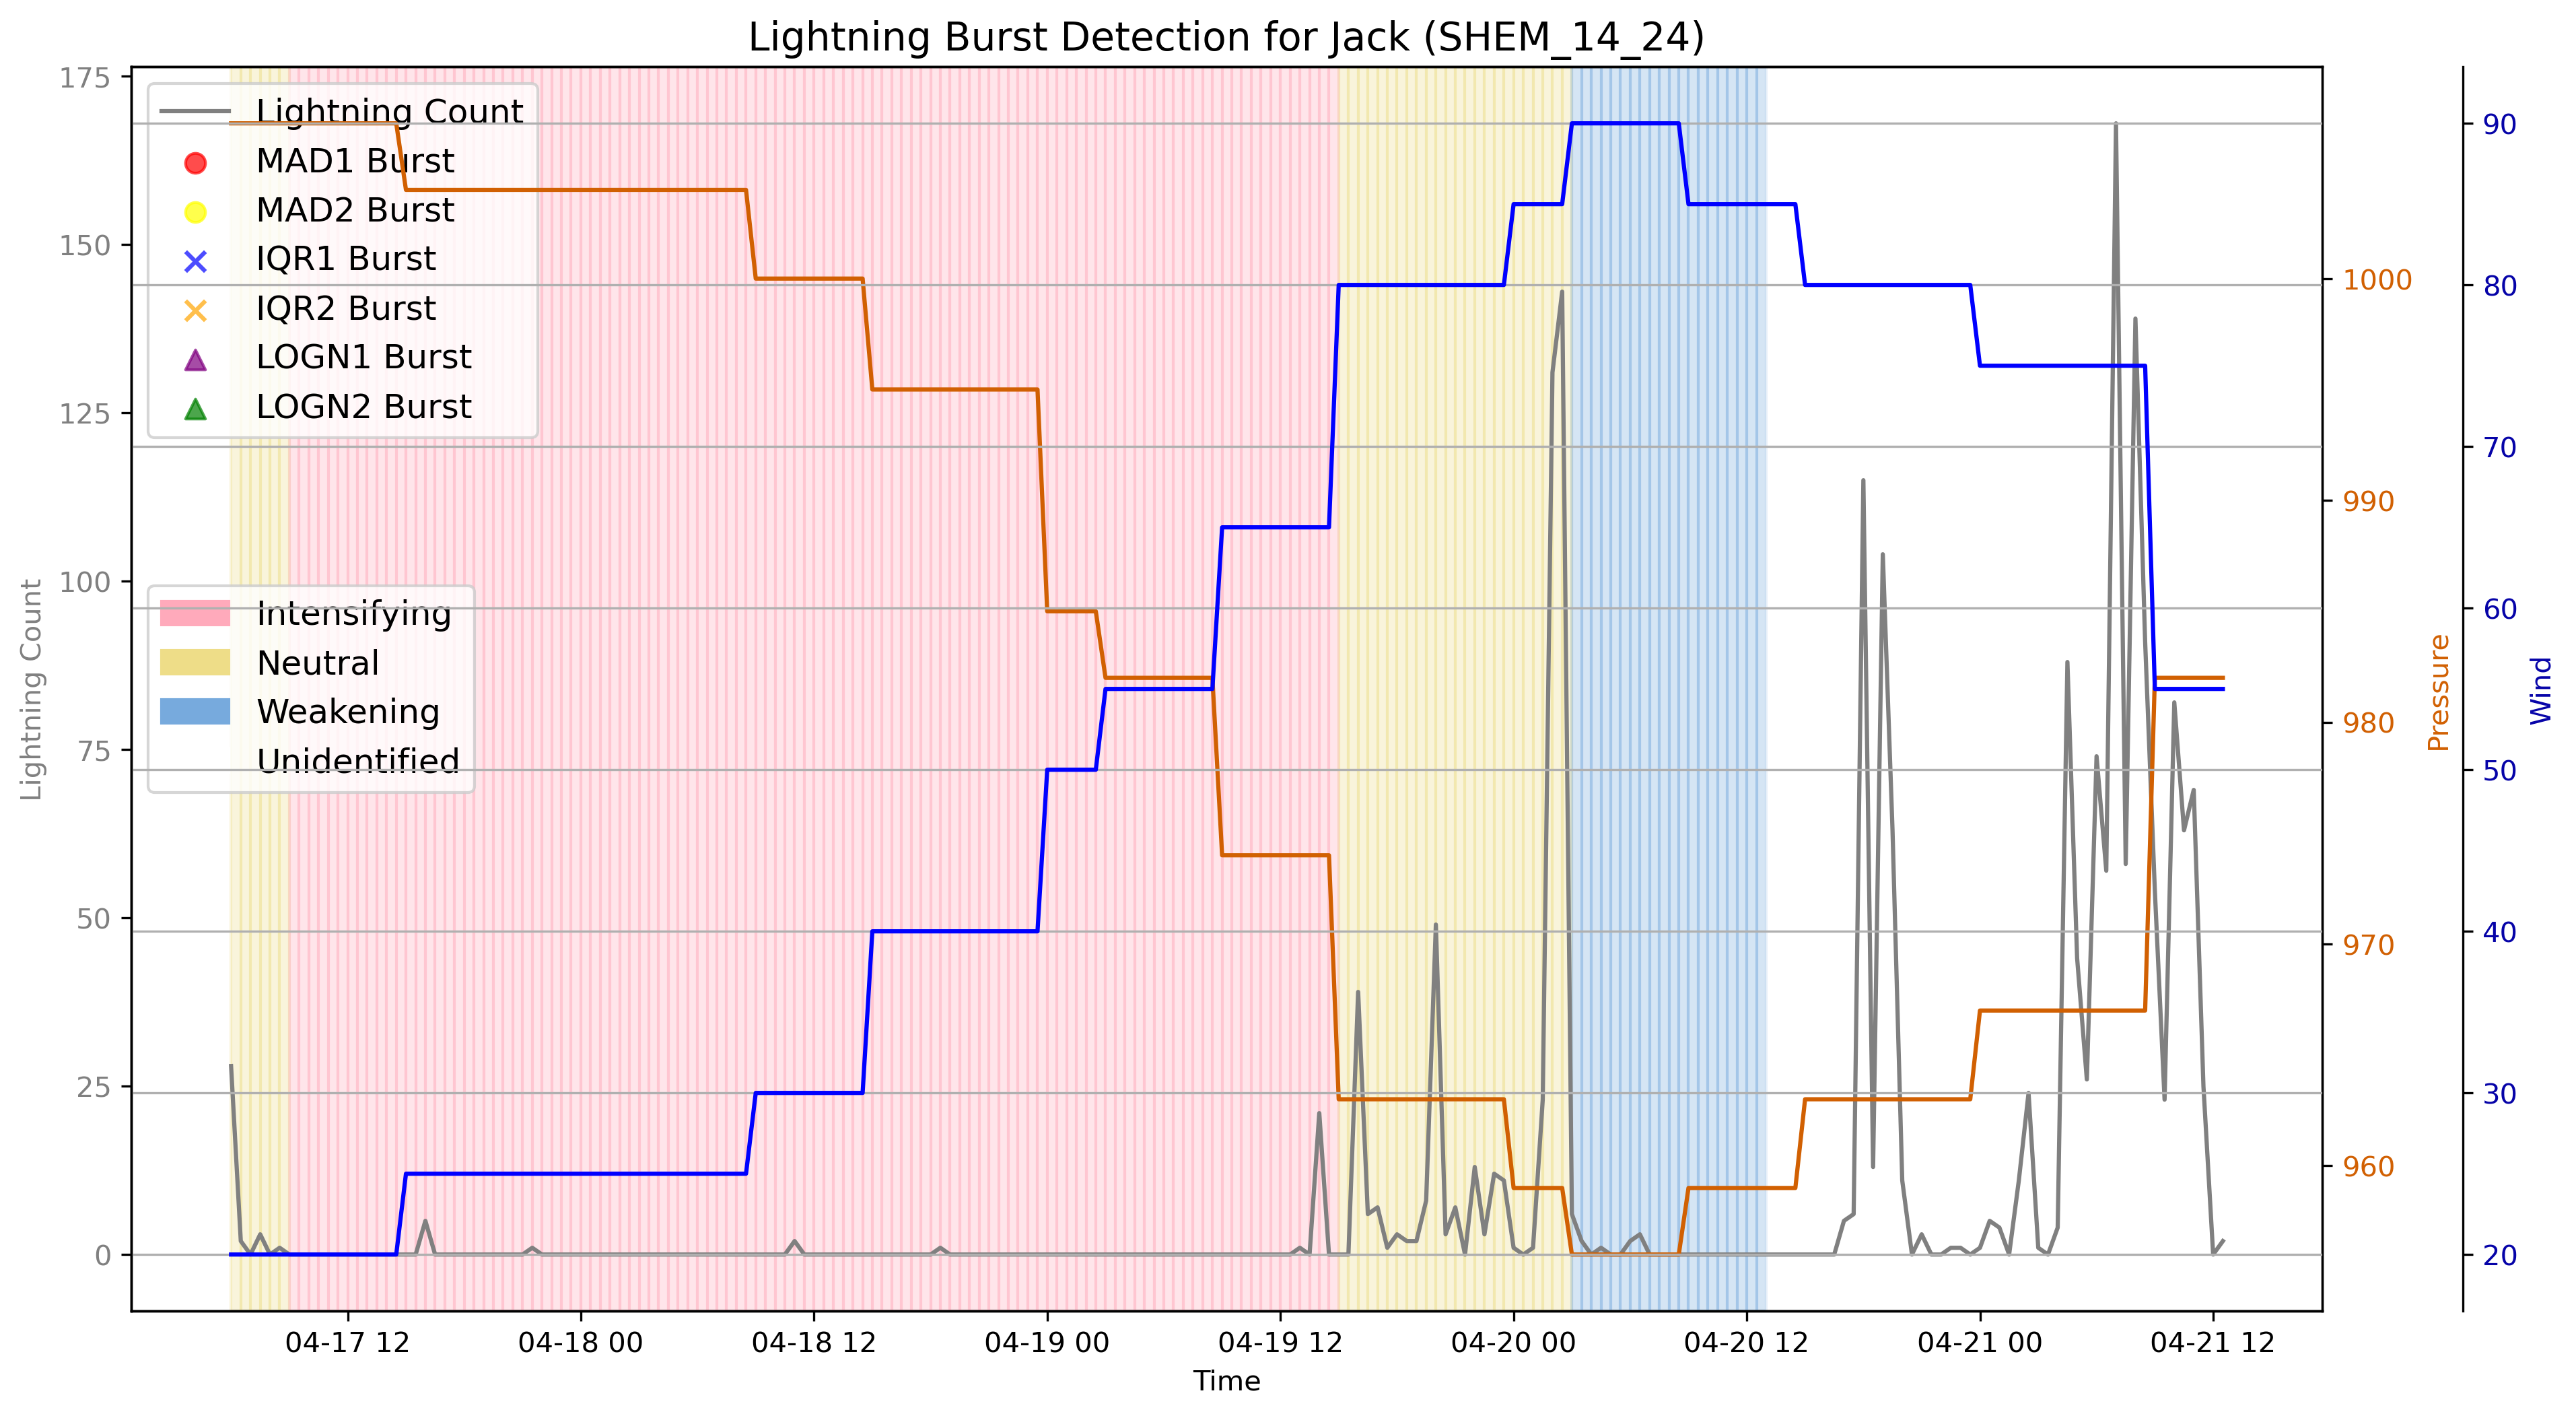 Lightning Burst Detection for Jack (SHEM_14_24)
Lightning Count
MAD1 Burst
MAD2 Burst
IQR1 Burst
IQR2 Burst
LOGN1 Burst
LOGN2 Burst
Intensifying
Neutral
Weakening
Unidentified
Lightning Count
175
150
125
100
75
50
25
0
1000
990
980
970
960
Pressure
90
80
70
60
50
40
30
20
Wind
04-17 12
04-18 00
04-18 12
04-19 00
04-19 12
04-20 00
04-20 12
04-21 00
04-21 12
Time